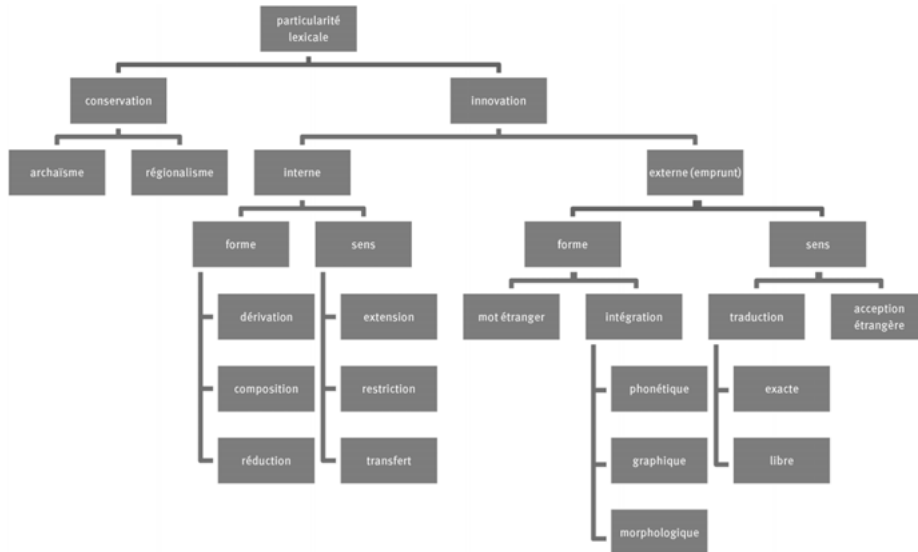 particularité
lexicale
conservation
innovation
archaïsme
régionalisme
interne
externe (emprunt)
forme
sens
forme
sens
dérivation
extension
mot étranger
intégration
traduction
acception
étrangère
composition
restriction
phonétique
exacte
réduction
transfert
graphique
libre
morphologique